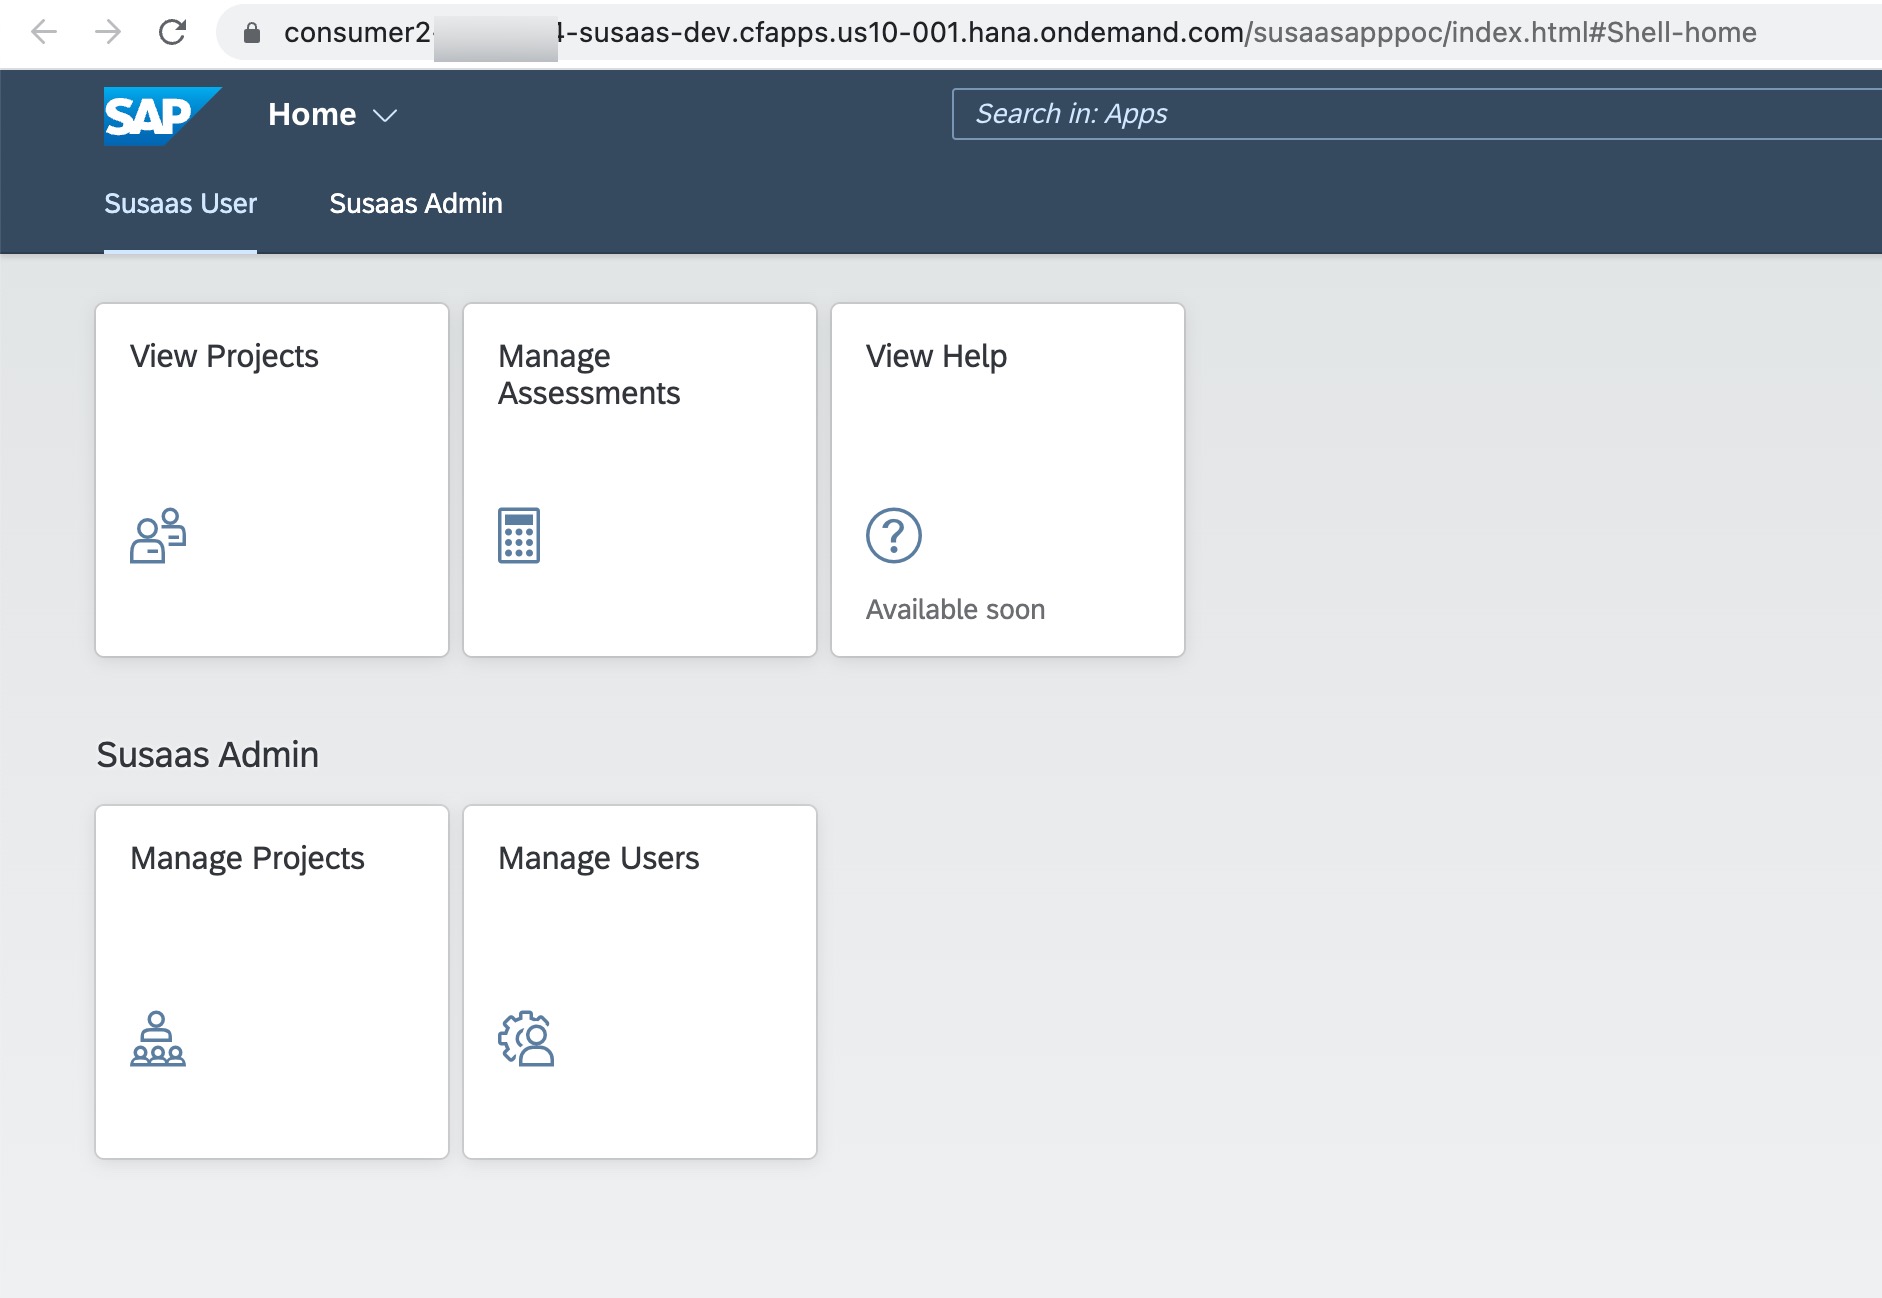 consumer2- 4-susaas-dev.cfapps.us10-001.hana.ondemand.com/susaasapppoc/index.html#Shell-home
SAP Home Search in: Apps
Susaas User Susaas Admin
View Projects Manage View Help
Assessments
?
Available soon
Susaas Admin
Manage Projects Manage Users